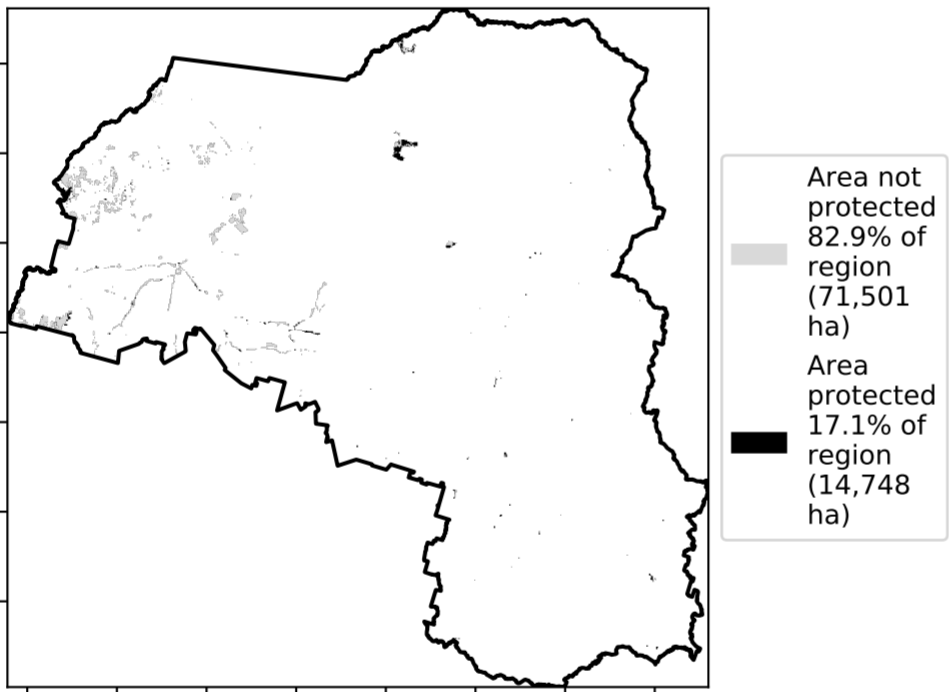 Area not
protected
82.9% of
region
(71,501
ha)
Area
protected
17.1% of
region
(14,748
ha)